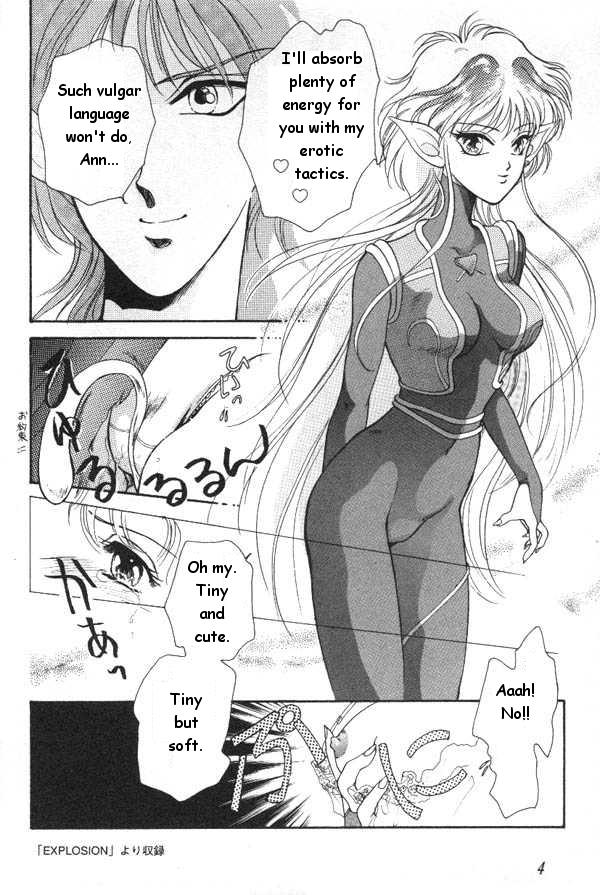 I'll absorb
plenty of
energy for
you with my
erotic
tactics.
Such vulgar
language
won't do,
Ann...
ひいっ
ひゅ
るるるん
お約束
かあっ
Oh my.
Tiny
and
cute.
Tiny
but
soft.
Aaah!
No!!
「EXPLOSION」より収録
4